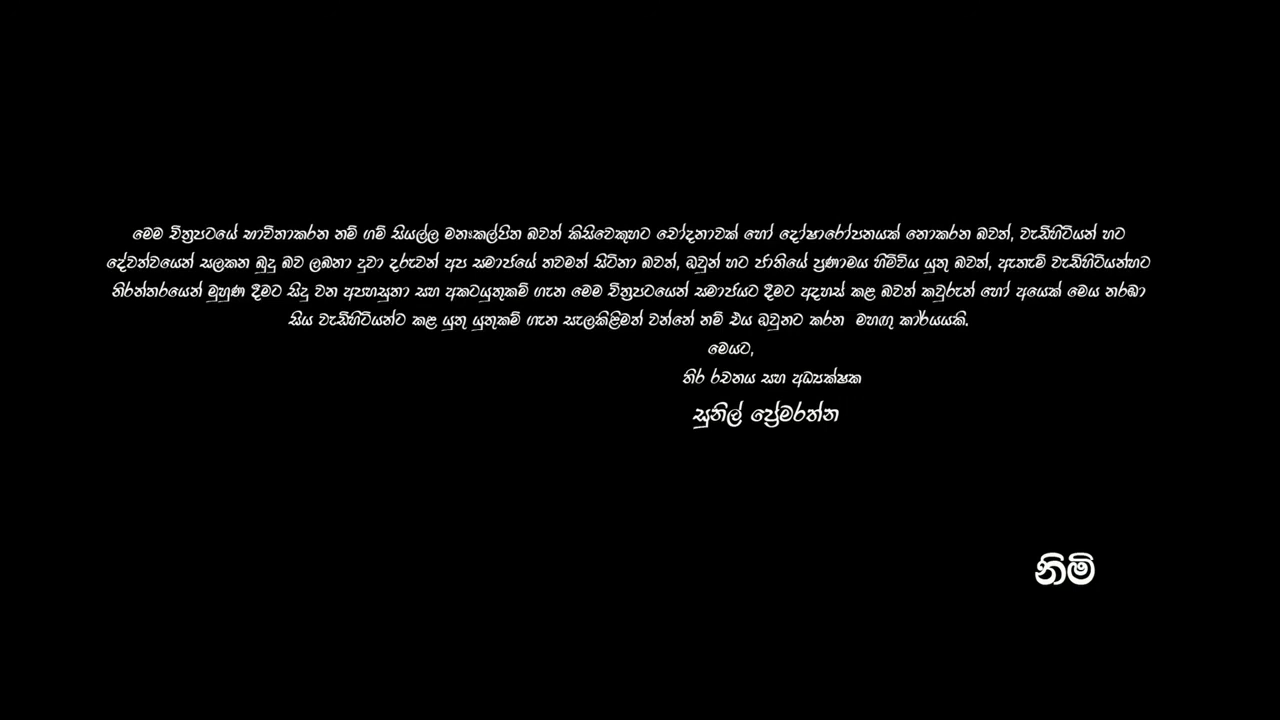 මෙම චිත්‍රපටයේ භාවිතාකරන නම් ගම් සියල්ල මනඃකල්පිත බවත් කිසිවෙකුහට චෝදනාවක් හෝ දෝෂාරෝපනයක් නොකරන බවත්, වැඩිහිටියන් හට
දේවත්වයෙන් සලකන බුදු බව ලබනා දුවා දරුවන් අප සමාජයේ තවමත් සිටිනා බවත්, ඔවුන් හට ජාතියේ ප්‍රණාමය හිමිවිය යුතු බවත්, ඇතැම් වැඩිහිටියන්හට
නිරන්තරයෙන් මුහුණ දීමට සිදු වන අපහසුතා සහ අකටයුතුකම් ගැන මෙම චිත්‍රපටයෙන් සමාජයට දීමට අදහස් කළ බවත් කවුරුන් හෝ අයෙක් මෙය නරඹා
සිය වැඩිහිටියන්ට කළ යුතු යුතුකම් ගැන සැලකිළිමත් වන්නේ නම් එය ඔවුනට කරන මහඟු කාර්යයකි.
මෙයට,
තිර රචනය සහ අධ්‍යක්ෂක
සුනිල් ප්‍රේමරත්න
නිමි